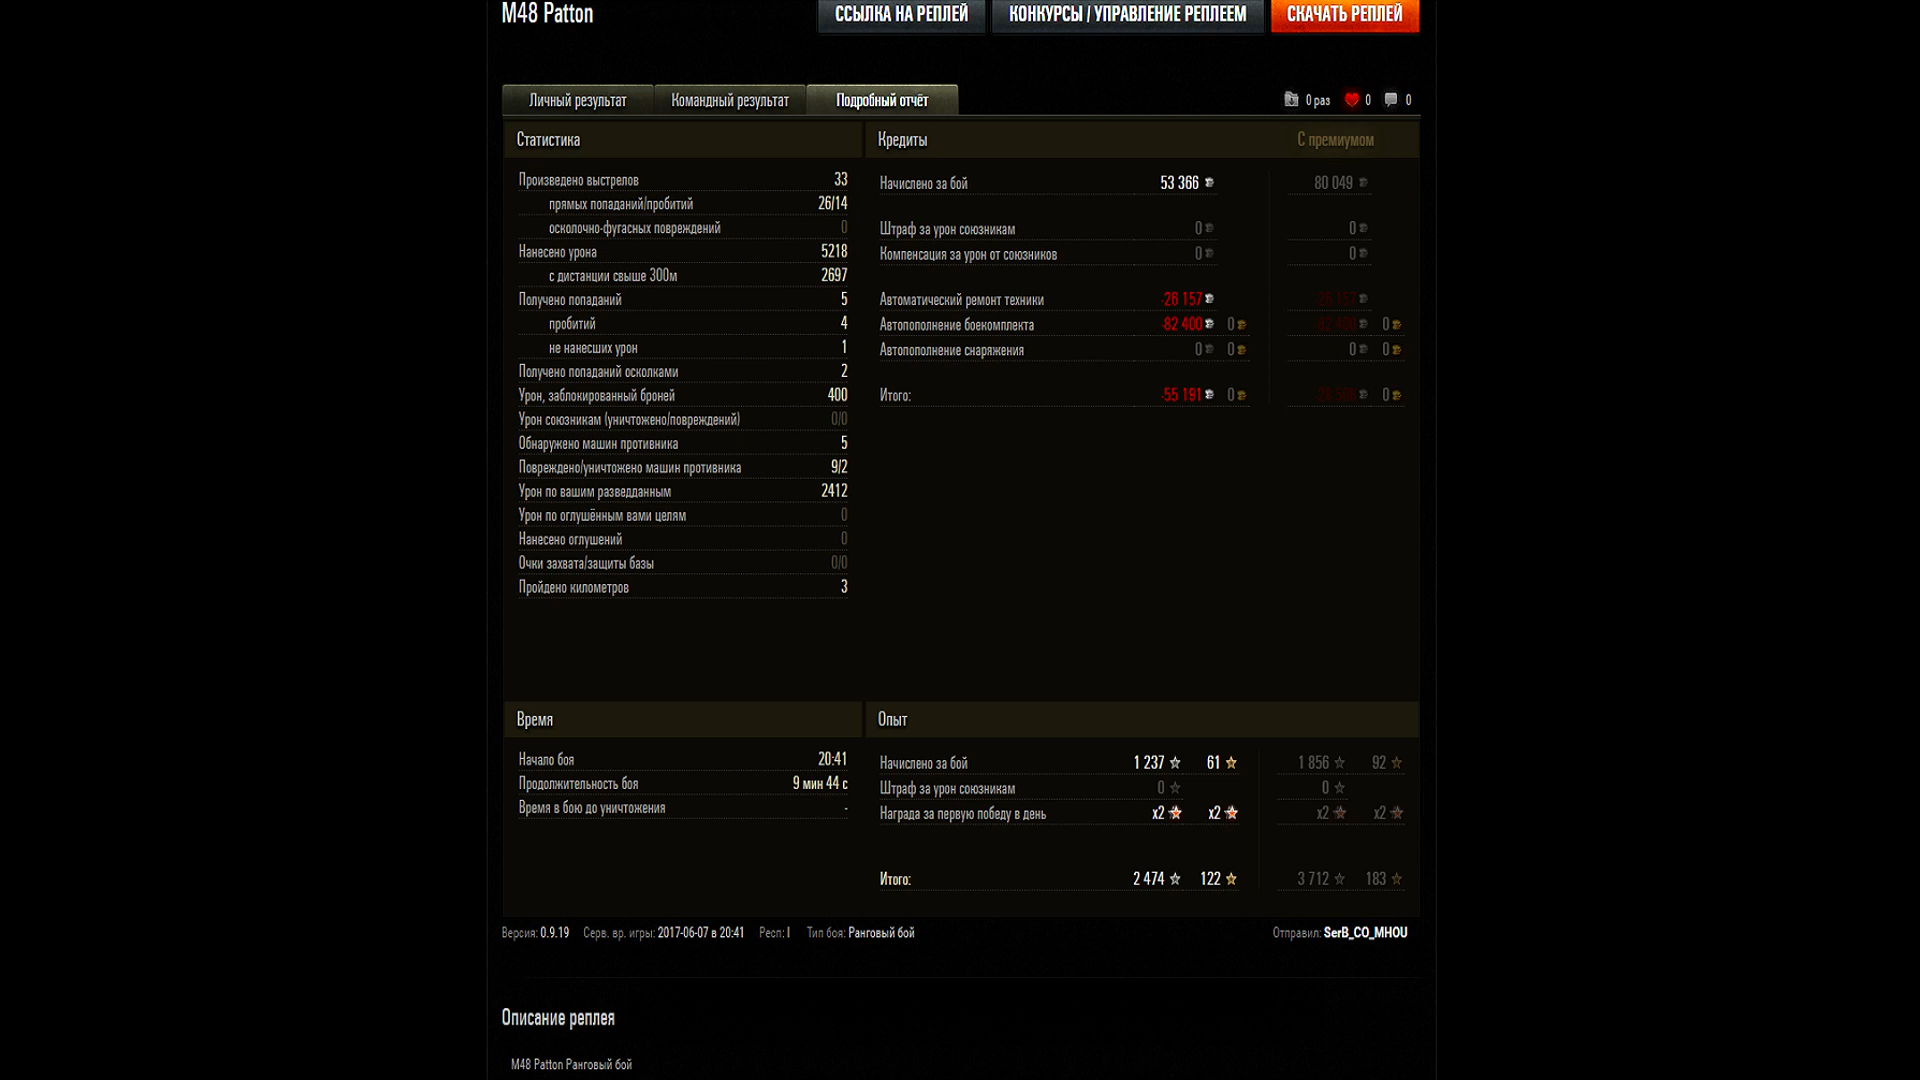 M48 Patton
ССЫЛКА НА РЕПЛЕЙ КОНКУРСЫ / УПРАВЛЕНИЕ РЕПЛЕЕМ СКАЧАТЬ РЕПЛЕЙ
Личный результат Командный результат Подробный отчёт 0 раз 0 0
Статистика
Произведено выстрелов 33
прямых попаданий/пробитий 26/14
осколочно-фугасных повреждений 0
Нанесено урона 5218
с дистанции свыше 300м 2697
Получено попаданий 5
пробитий 4
не нанесших урон 1
Получено попаданий осколками 2
Урон, заблокированный броней 400
Урон союзникам (уничтожено/повреждений) 0/0
Обнаружено машин противника 5
Повреждено/уничтожено машин противника 9/2
Урон по вашим разведданным 2412
Урон по оглушённым вами целям 0
Нанесено оглушений 0
Очки захвата/защиты базы 0/0
Пройдено километров 3
Кредиты С премиумом
Начислено за бой 53 366 80 049
Штраф за урон союзникам 0 0
Компенсация за урон от союзников 0 0
Автоматический ремонт техники -26 157 -26 157
Автопополнение боекомплекта -82 400 0 -82 400 0
Автопополнение снаряжения 0 0 0 0
Итого: -55 191 0 0
Время
Начало боя 20:41
Продолжительность боя 9 мин 44 с
Время в бою до уничтожения -
Опыт
Начислено за бой 1 237 61 1 856 92
Штраф за урон союзникам 0 0
Награда за первую победу в день x2 x2 x2 x2
Итого: 2 474 122 3 712 183
Версия: 0.9.19 Серв. вр. игры: 2017-06-07 в 20:41 Респ: I Тип боя: Ранговый бой Отправил: SerB_CO_MHOU
Описание реплея
M48 Patton Ранговый бой